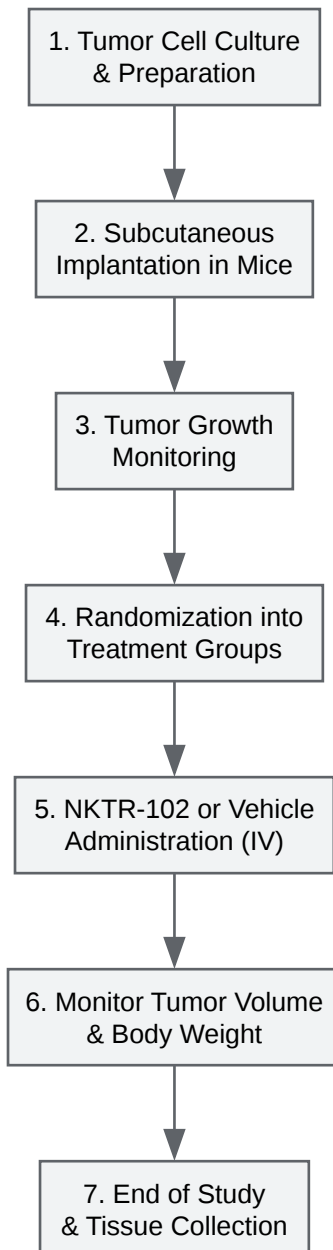 1. Tumor Cell Culture
& Preparation
2. Subcutaneous
Implantation in Mice
3. Tumor Growth
Monitoring
4. Randomization into
Treatment Groups
5. NKTR-102 or Vehicle
Administration (IV)
6. Monitor Tumor Volume
& Body Weight
7. End of Study
& Tissue Collection